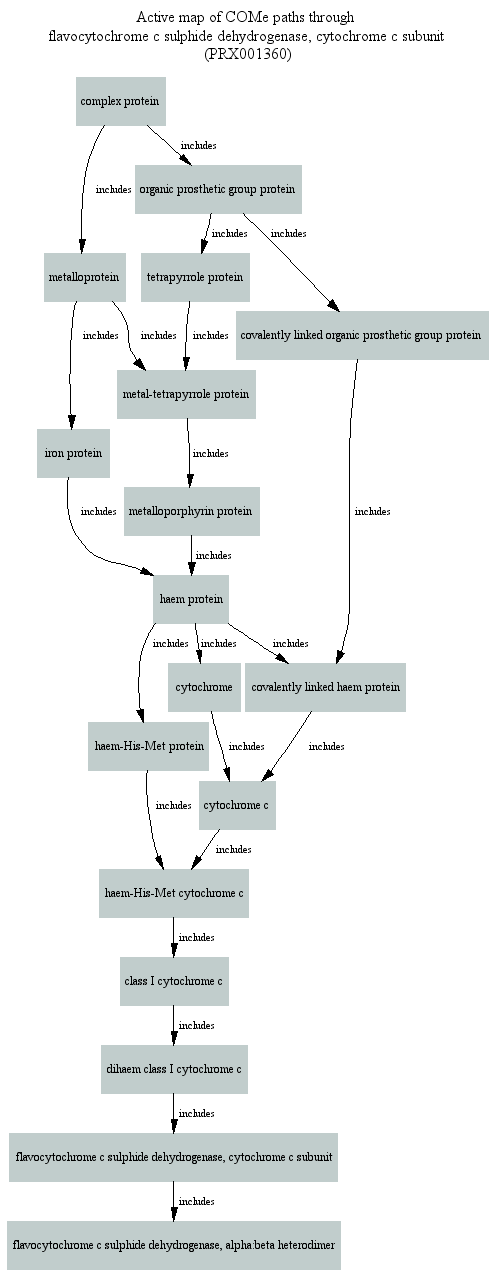 Active map of COMe paths through
flavocytochrome c sulphide dehydrogenase, cytochrome c subunit
(PRX001360)
complex protein
includes
includes
organic prosthetic group protein
includes
includes
metalloprotein
tetrapyrrole protein
covalently linked organic prosthetic group protein
includes
includes
includes
metal-tetrapyrrole protein
iron protein
includes
metalloporphyrin protein
includes
includes
includes
haem protein
includes
includes
includes
cytochrome
covalently linked haem protein
haem-His-Met protein
includes
includes
cytochrome c
includes
includes
haem-His-Met cytochrome c
includes
class I cytochrome c
includes
dihaem class I cytochrome c
includes
flavocytochrome c sulphide dehydrogenase, cytochrome c subunit
includes
flavocytochrome c sulphide dehydrogenase, alpha:beta heterodimer